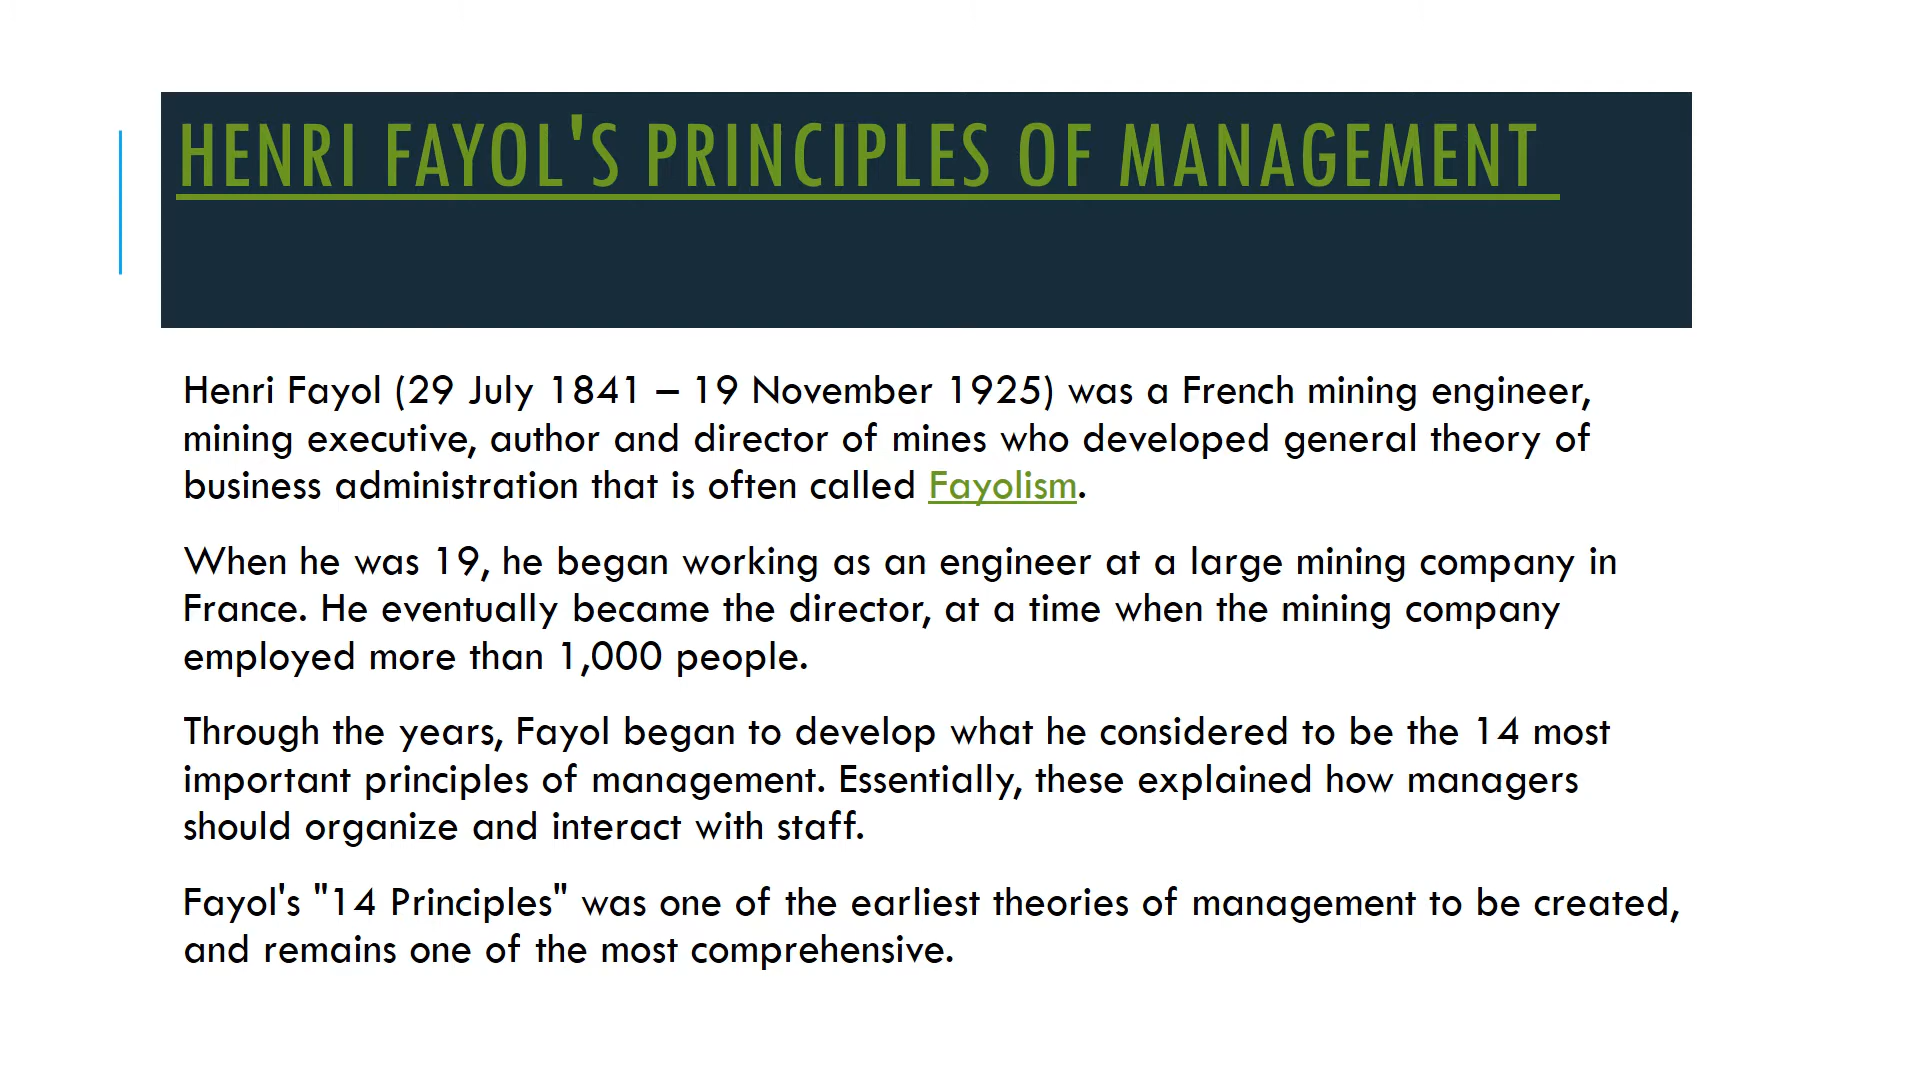 HENRI FAYOL'S PRINCIPLES OF MANAGEMENT
Henri Fayol (29 July 1841 – 19 November 1925) was a French mining engineer,
mining executive, author and director of mines who developed general theory of
business administration that is often called Fayolism.
When he was 19, he began working as an engineer at a large mining company in
France. He eventually became the director, at a time when the mining company
employed more than 1,000 people.
Through the years, Fayol began to develop what he considered to be the 14 most
important principles of management. Essentially, these explained how managers
should organize and interact with staff.
Fayol's "14 Principles" was one of the earliest theories of management to be created,
and remains one of the most comprehensive.